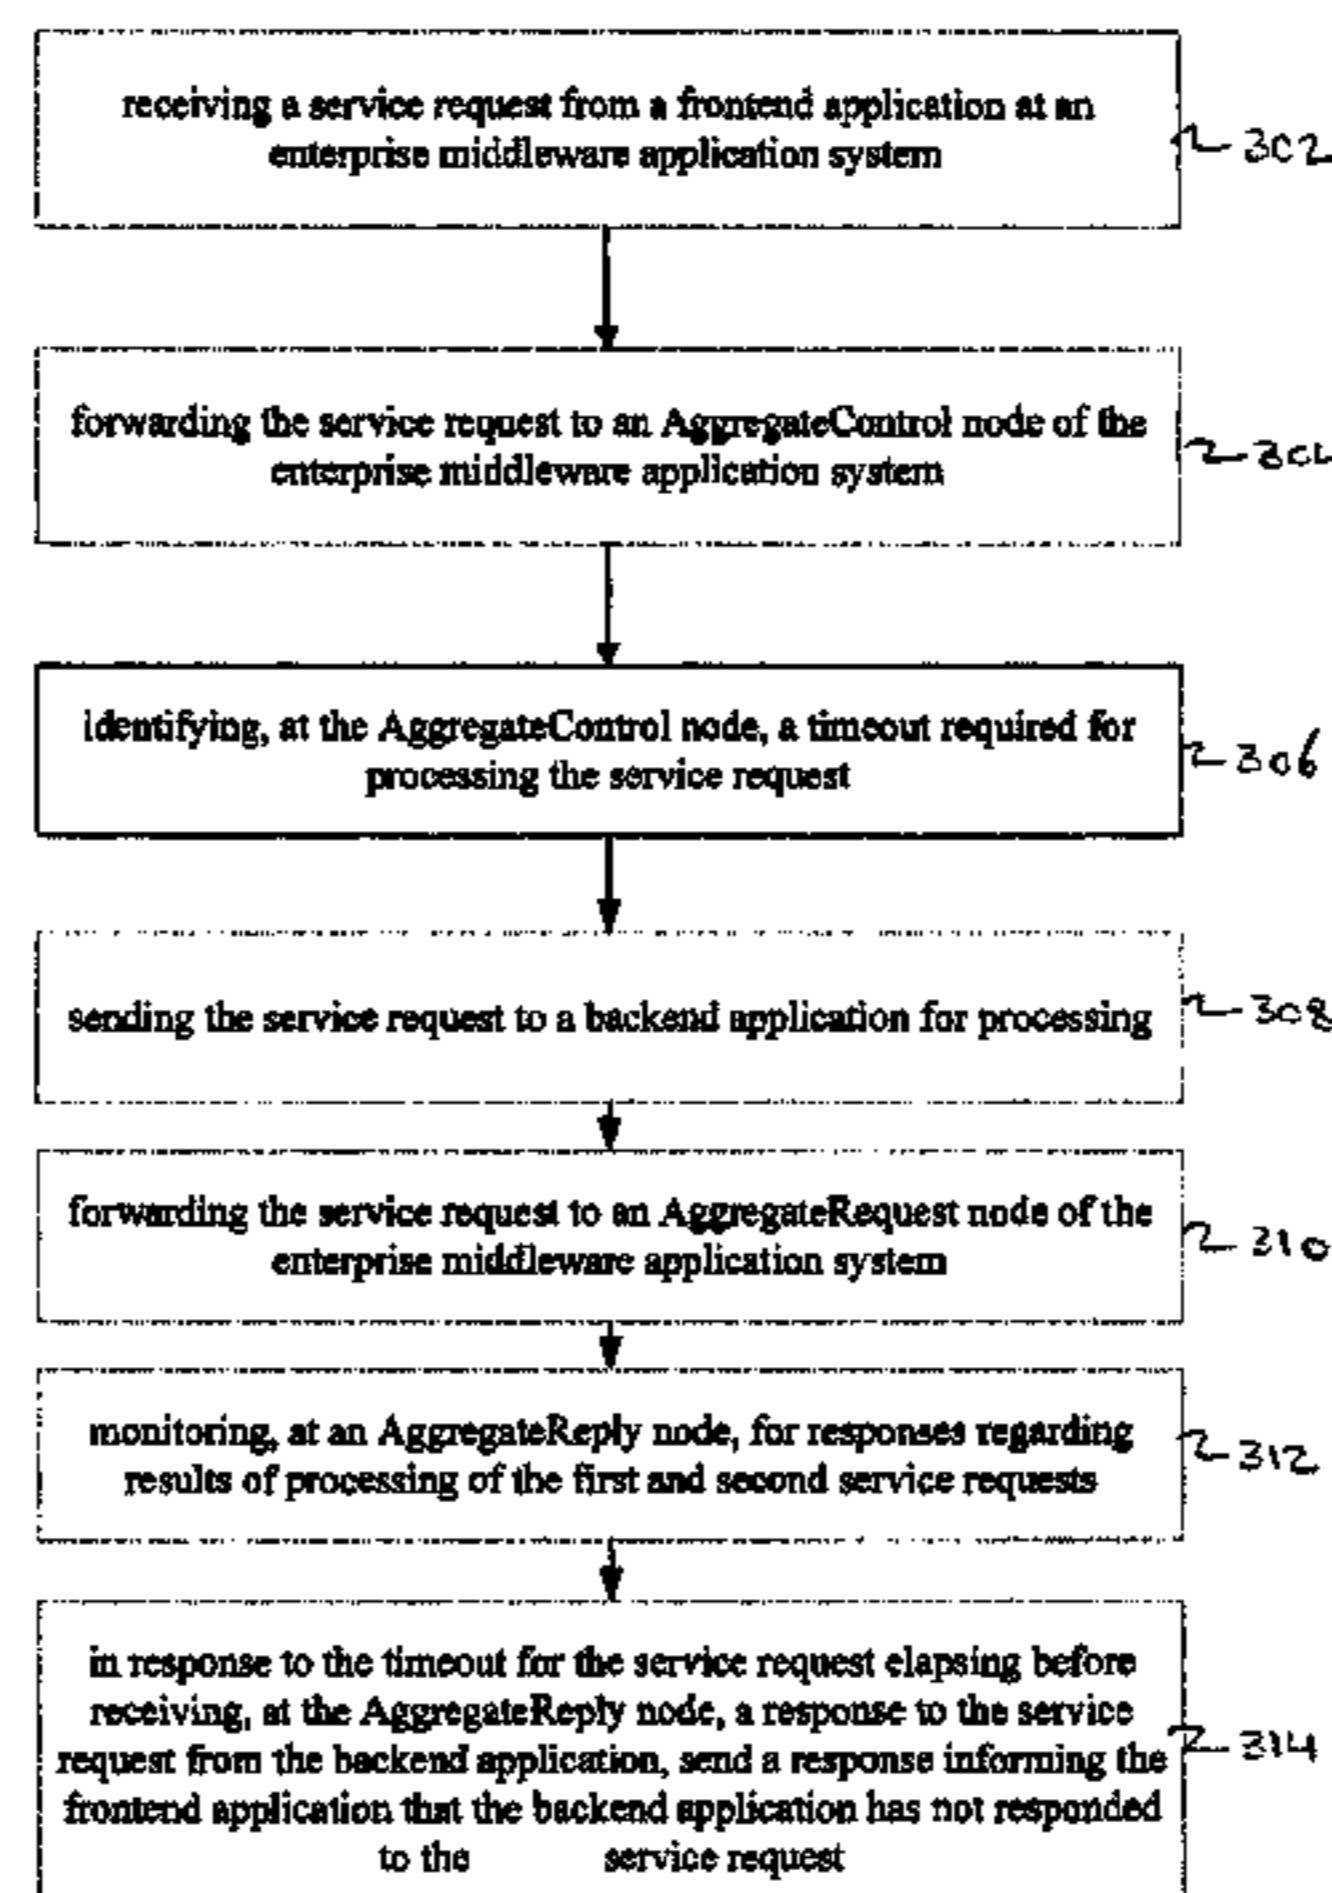 receiving a service request from a frontend application at an
enterprise middleware application system
302
forwarding the service request to an AggregateControl node of the
enterprise middleware application system
identifying, at the AggregateControl node, a timeout required for
processing the service request
306
sending the service request to a backend application for processing
308
forwarding the service request to an AggregateRequest node of the
enterprise middleware application system
310
monitoring, at an AggregateReply node, for responses regarding
results of processing of the first and second service requests
312
in response to the timeout for the service request elapsing before
receiving, at the AggregateReply node, a response to the service
request from the backend application, send a response informing the
frontend application that the backend application has not responded
to the service request
314